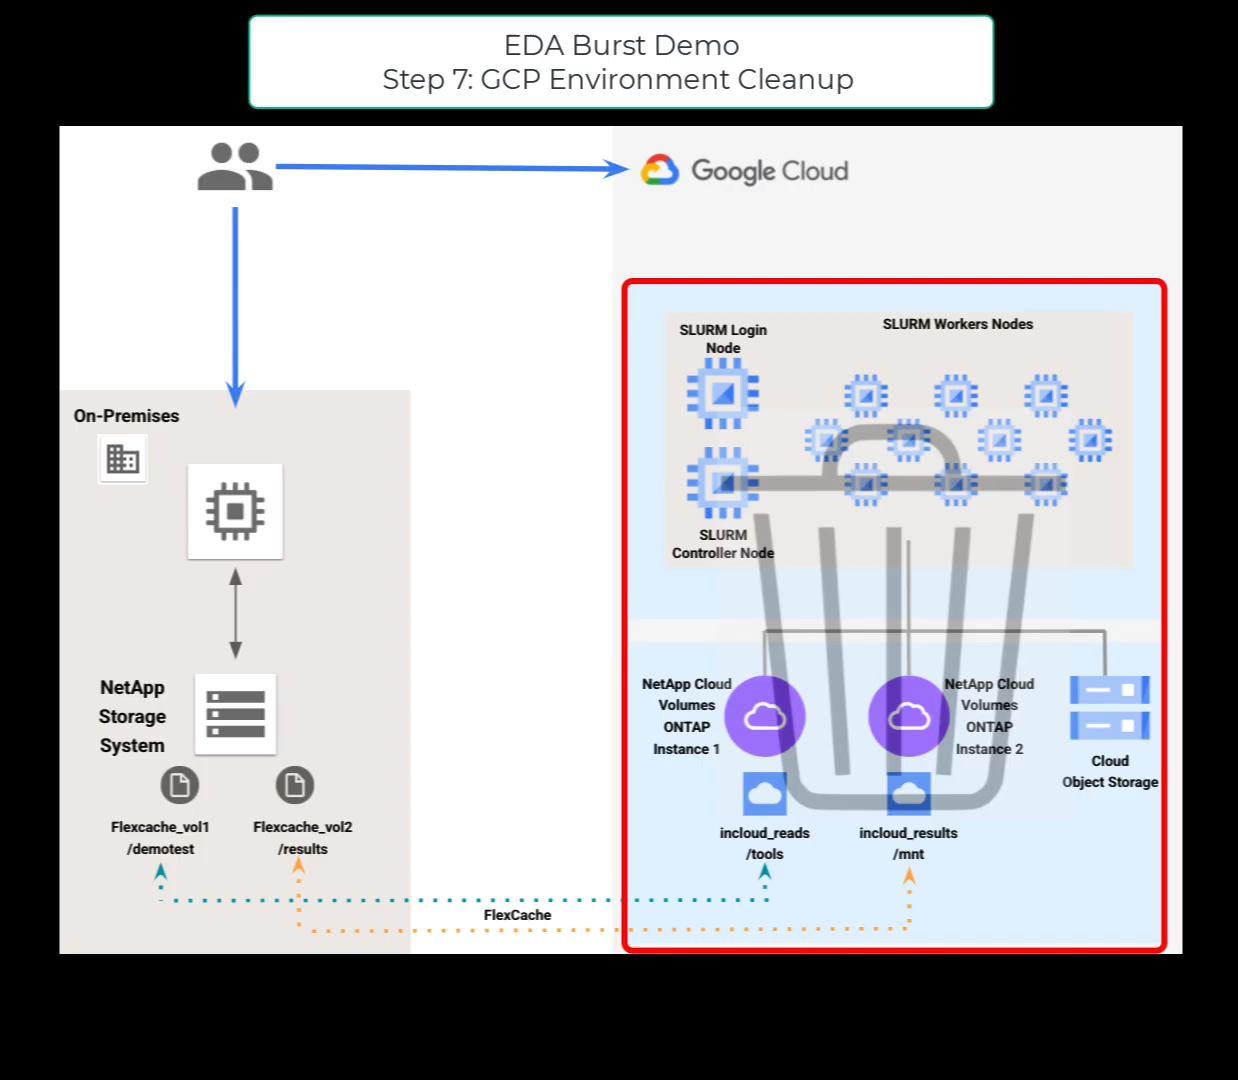 EDA Burst Demo
Step 7: GCP Environment Cleanup
Google Cloud
SLURM Login
Node
SLURM Workers Nodes
SLURM
Controller Node
On-Premises
NetApp
Storage
System
Flexcache_vol1
/demotest
Flexcache_vol2
/results
NetApp Cloud
Volumes
ONTAP
Instance 1
NetApp Cloud
Volumes
ONTAP
Instance 2
Cloud
Object Storage
incloud_reads
/tools
incloud_results
/mnt
FlexCache